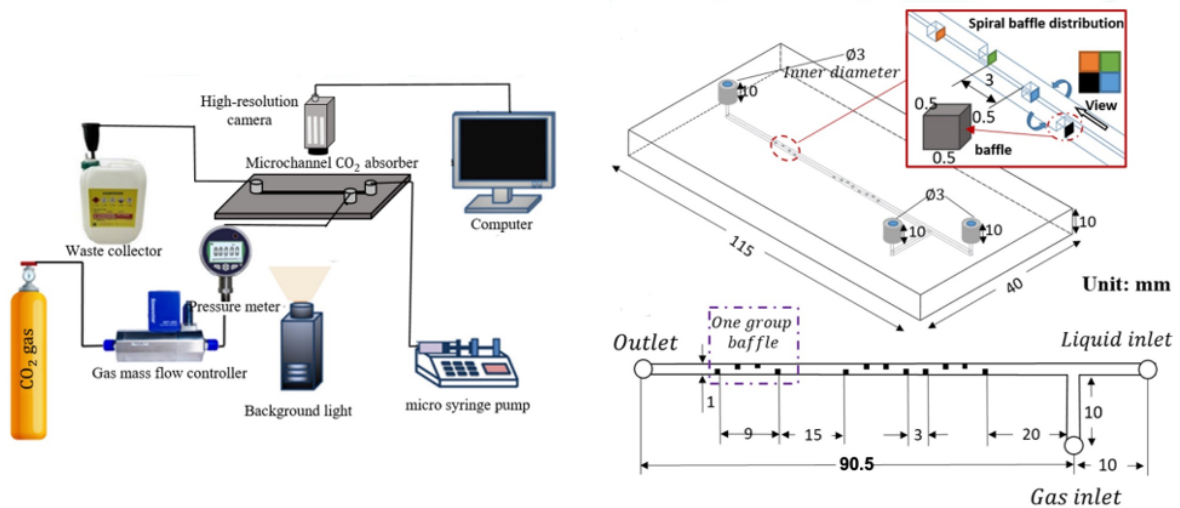 High-resolution
camera
Microchannel CO₂ absorber
Waste collector
Computer
Pressure meter
CO₂ gas
Gas mass flow controller
Background light
micro syringe pump
Spiral baffle distribution
3
View
0.5
0.5
baffle
0.5
Ø3
Inner diameter
10
Ø3
10
10
10
115
40
Unit: mm
One group
baffle
Outlet
Liquid inlet
1
10
9
15
3
20
90.5
10
Gas inlet